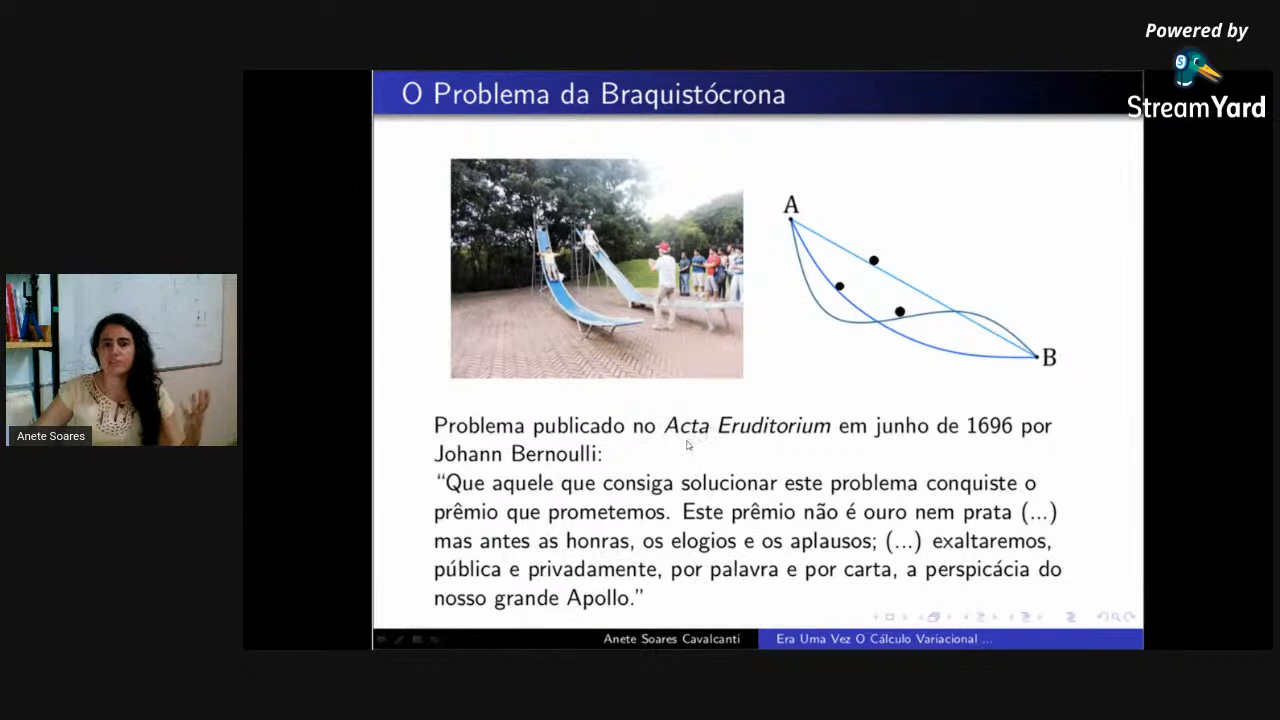 Powered by
StreamYard
O Problema da Braquistócrona
A
B
Problema publicado no Acta Eruditorium em junho de 1696 por
Johann Bernoulli:
“Que aquele que consiga solucionar este problema conquiste o
prêmio que prometemos. Este prêmio não é ouro nem prata (...)
mas antes as honras, os elogios e os aplausos; (...) exaltaremos,
pública e privadamente, por palavra e por carta, a perspicácia do
nosso grande Apollo.”
Anete Soares
Anete Soares Cavalcanti
Era Uma Vez O Cálculo Variacional ...